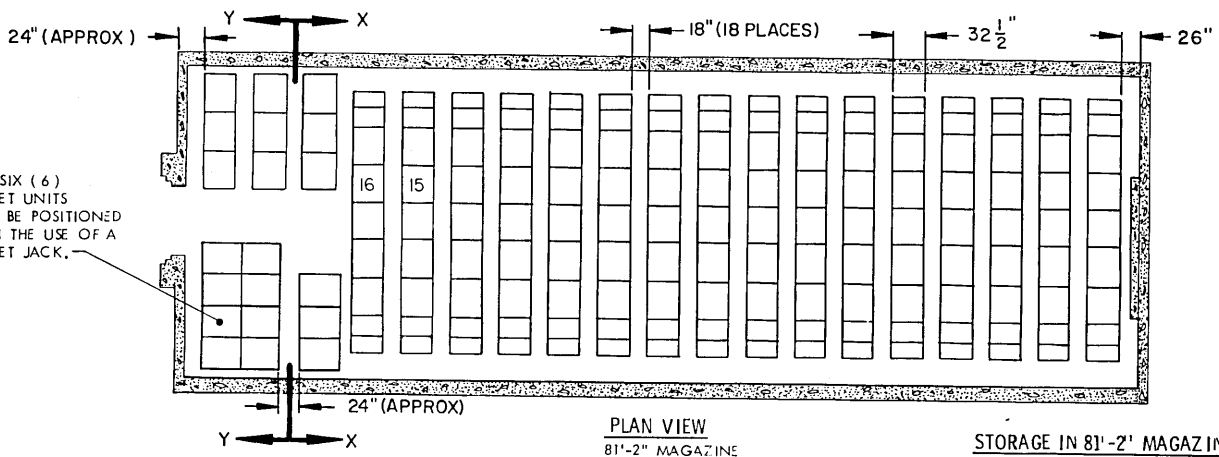 Y X
24" (APPROX)
18" (18 PLACES)
32 1/2"
26"
16 15
SIX (6)
ET UNITS
BE POSITIONED
THE USE OF A
ET JACK.
24" (APPROX)
Y X
PLAN VIEW
81'-2" MAGAZINE
STORAGE IN 81'-2' MAGAZIN